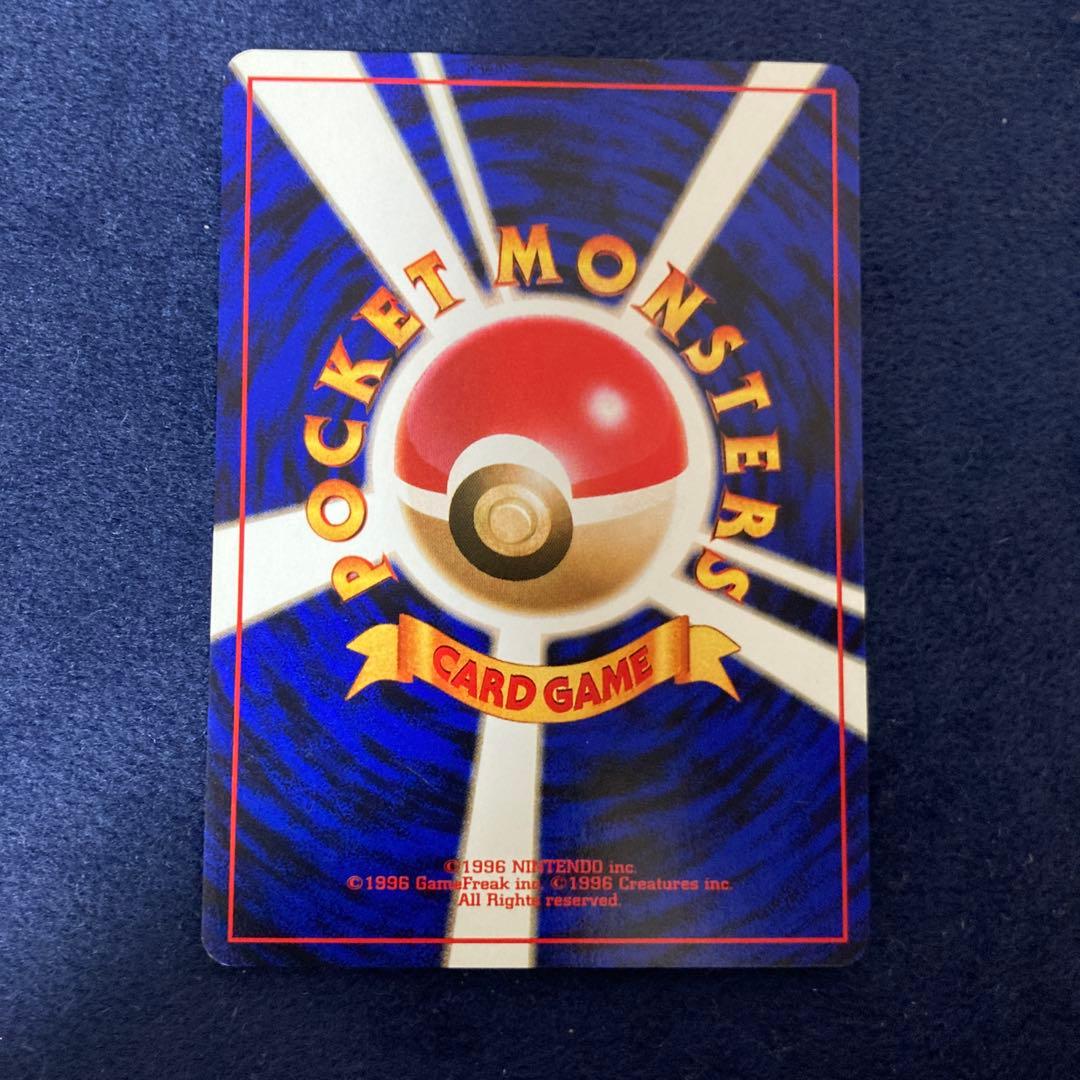 POCKET MONSTERS
CARD GAME
©1996 NINTENDO inc.
©1996 GameFreak inc. ©1996 Creatures inc.
All Rights reserved.